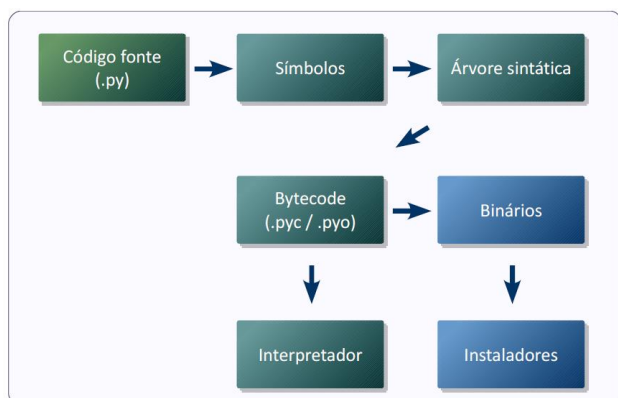 Código fonte
(.py)
Símbolos
Árvore sintática
Bytecode
(.pyc / .pyo)
Binários
Interpretador
Instaladores